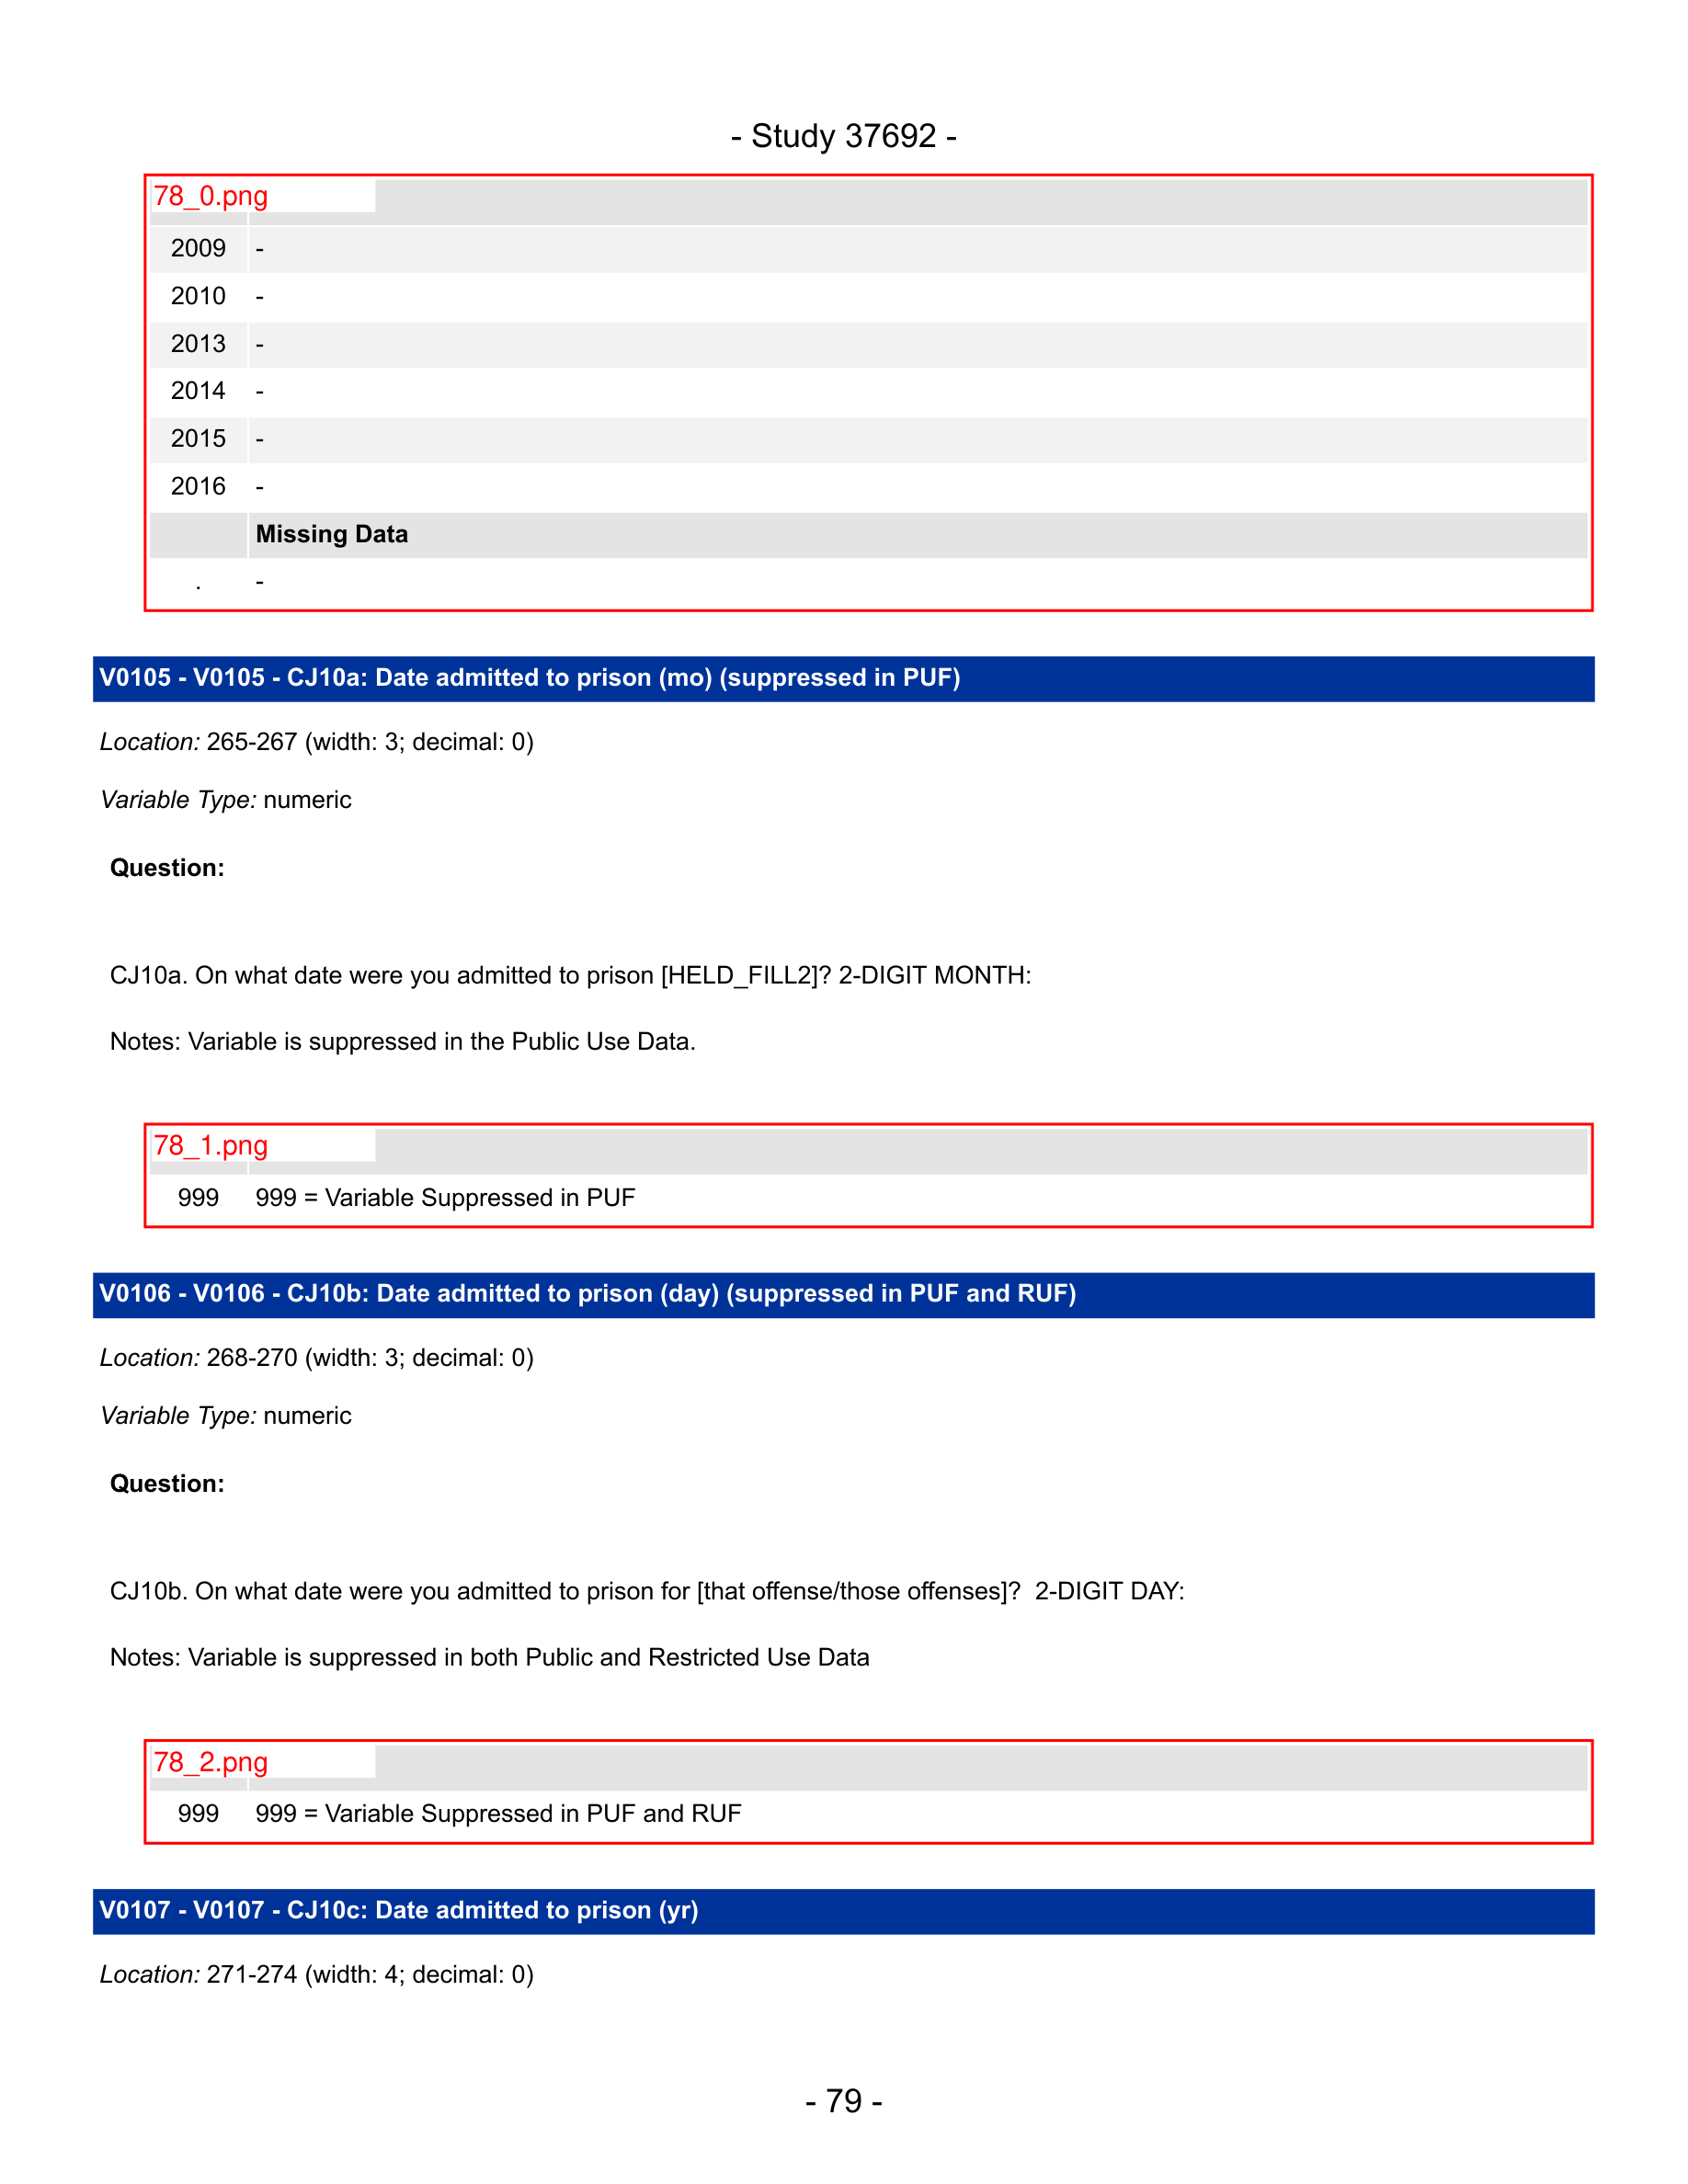 - Study 37692 -
78_0.png
2009 -
2010 -
2013 -
2014 -
2015 -
2016 -
Missing Data
. -
V0105 - V0105 - CJ10a: Date admitted to prison (mo) (suppressed in PUF)
Location: 265-267 (width: 3; decimal: 0)
Variable Type: numeric
Question:
CJ10a. On what date were you admitted to prison [HELD_FILL2]? 2-DIGIT MONTH:
Notes: Variable is suppressed in the Public Use Data.
78_1.png
999 999 = Variable Suppressed in PUF
V0106 - V0106 - CJ10b: Date admitted to prison (day) (suppressed in PUF and RUF)
Location: 268-270 (width: 3; decimal: 0)
Variable Type: numeric
Question:
CJ10b. On what date were you admitted to prison for [that offense/those offenses]?  2-DIGIT DAY:
Notes: Variable is suppressed in both Public and Restricted Use Data
78_2.png
999 999 = Variable Suppressed in PUF and RUF
V0107 - V0107 - CJ10c: Date admitted to prison (yr)
Location: 271-274 (width: 4; decimal: 0)
- 79 -